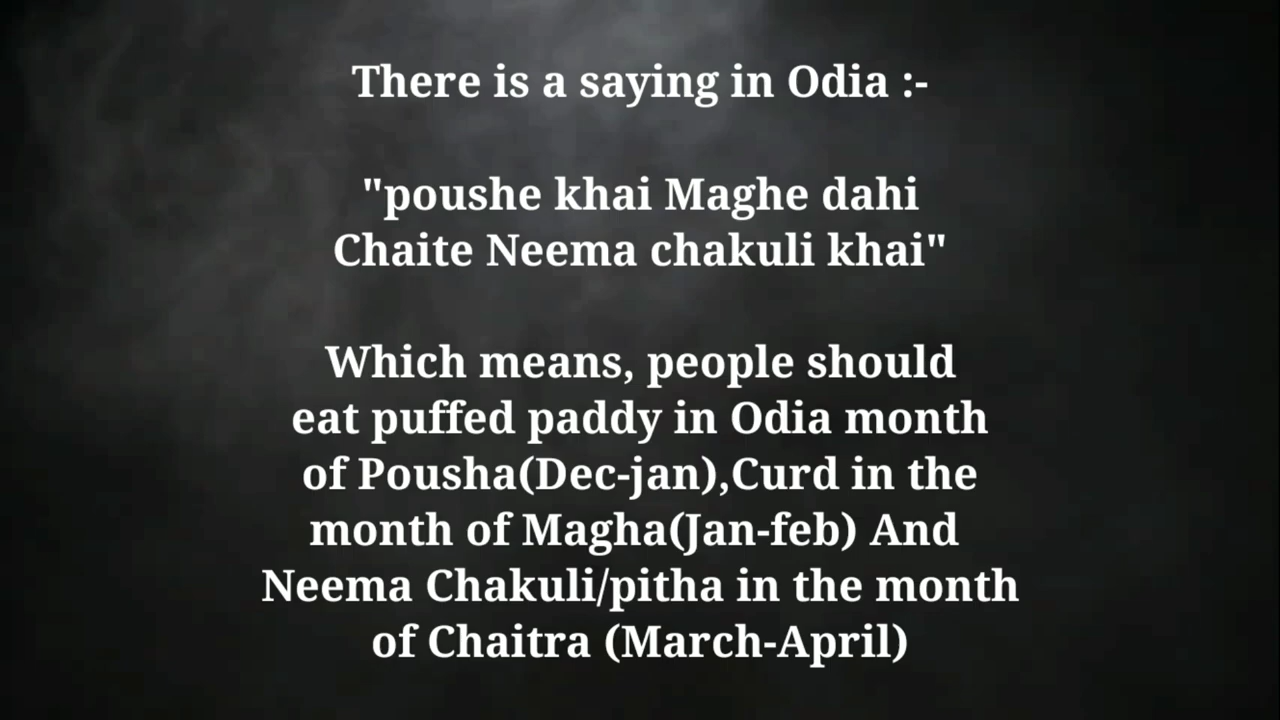 There is a saying in Odia :-
"poushe khai Maghe dahi
Chaite Neema chakuli khai"
Which means, people should
eat puffed paddy in Odia month
of Pousha(Dec-jan),Curd in the
month of Magha(Jan-feb) And
Neema Chakuli/pitha in the month
of Chaitra (March-April)